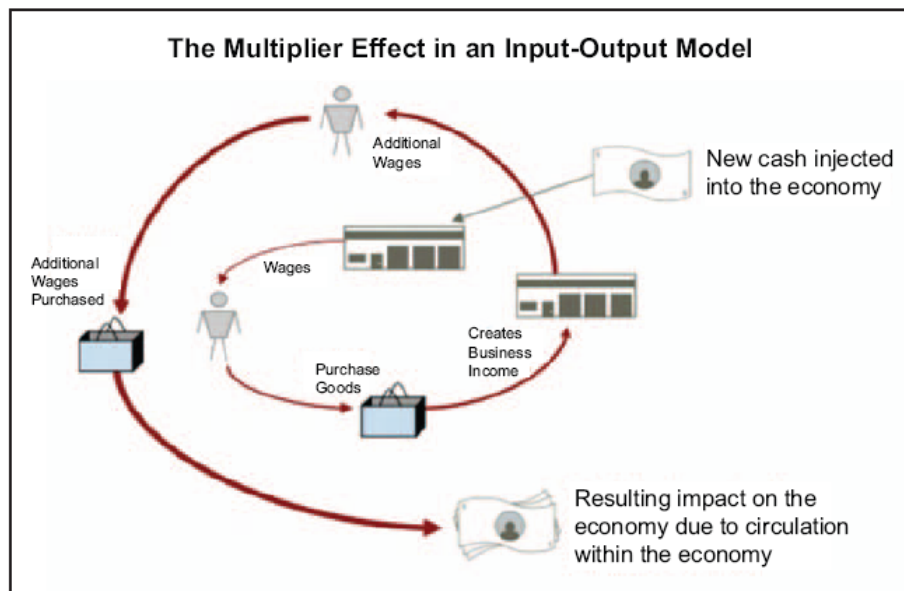 The Multiplier Effect in an Input-Output Model
Additional
Wages
New cash injected
into the economy
Wages
Additional
Wages
Purchased
Purchase
Goods
Creates
Business
Income
Resulting impact on the
economy due to circulation
within the economy